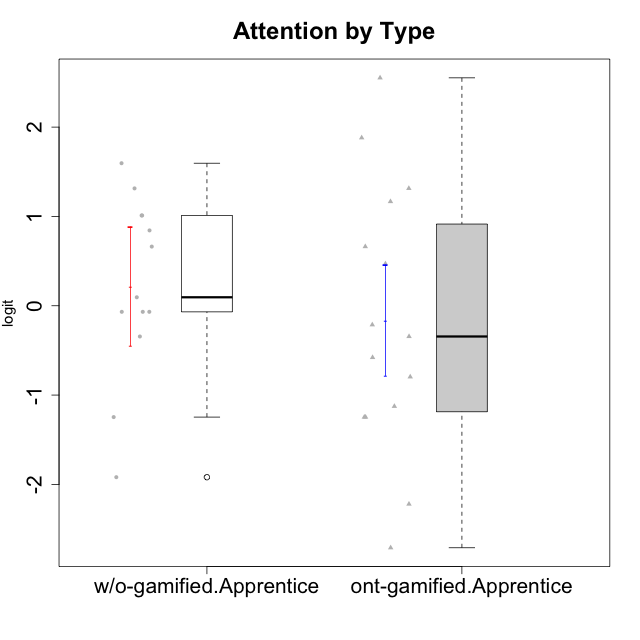 Attention by Type
logit
2
1
0
-1
-2
w/o-gamified.Apprentice
ont-gamified.Apprentice